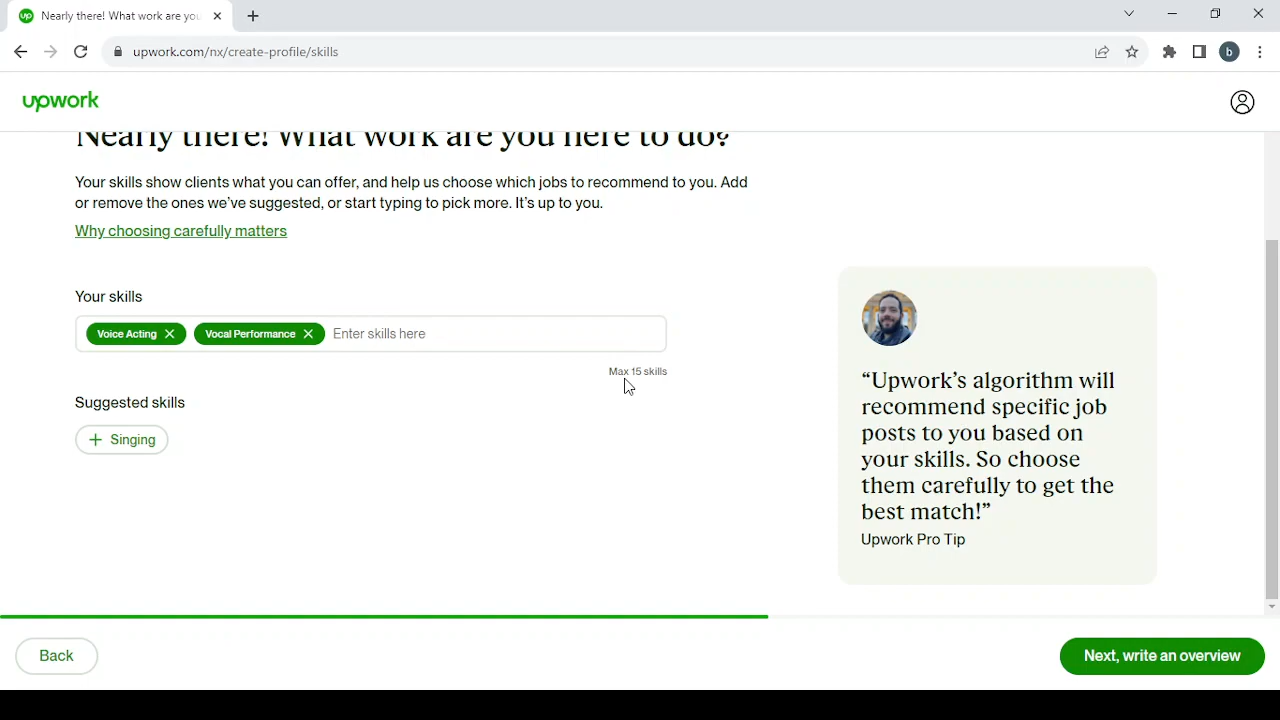 Nearly there! What work are you
upwork.com/nx/create-profile/skills
b
upwork
Nearly there! What work are you here to do?
Your skills show clients what you can offer, and help us choose which jobs to recommend to you. Add
or remove the ones we've suggested, or start typing to pick more. It's up to you.
Why choosing carefully matters
Your skills
Voice Acting
Vocal Performance
Enter skills here
Max 15 skills
Suggested skills
+ Singing
“Upwork’s algorithm will
recommend specific job
posts to you based on
your skills. So choose
them carefully to get the
best match!”
Upwork Pro Tip
Back
Next, write an overview